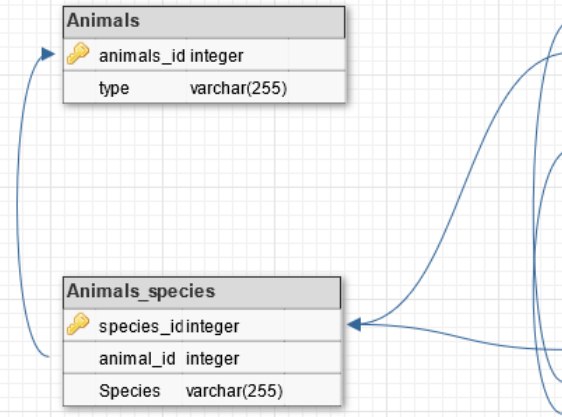 Animals
animals_id integer
type varchar(255)
Animals_species
species_id integer
animal_id integer
Species varchar(255)